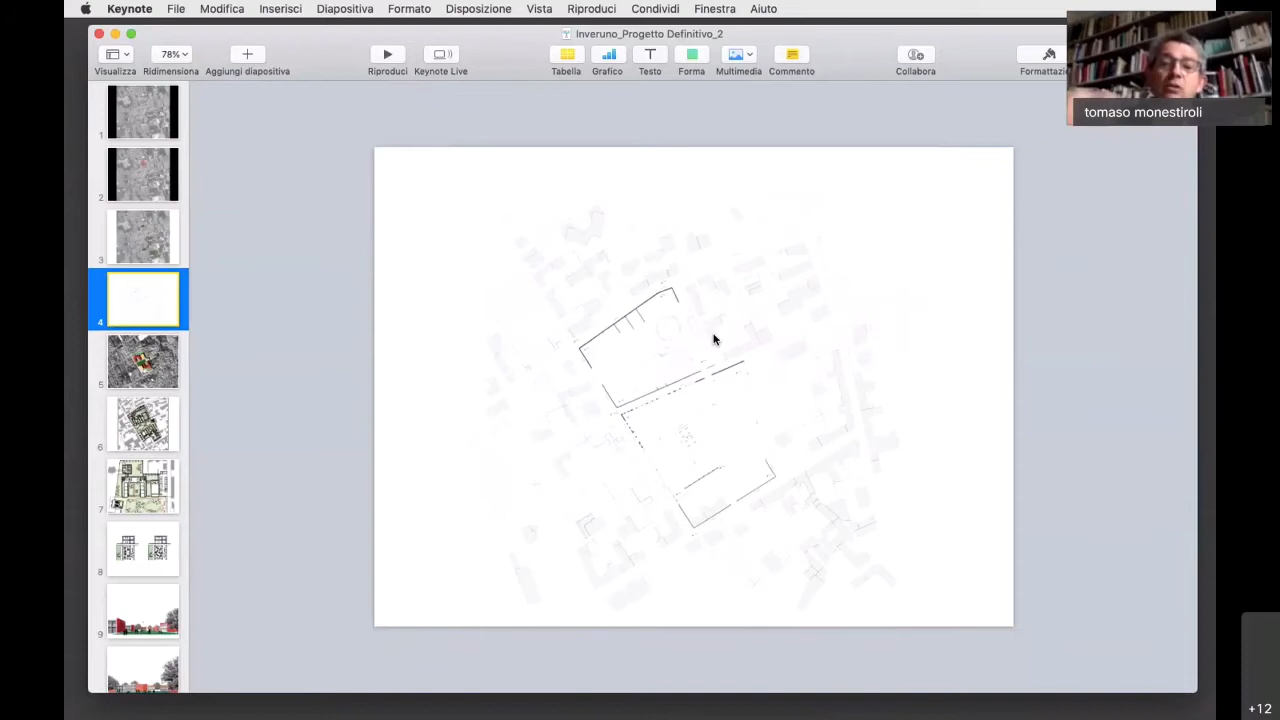 Keynote File Modifica Inserisci Diapositiva Formato Disposizione Vista Riproduci Condividi Finestra Aiuto
Inveruno_Progetto Definitivo_2
78%
Visualizza Ridimensiona Aggiungi diapositiva Riproduci Keynote Live Tabella Grafico Testo Forma Multimedia Commento Collabora Formattazi
tomaso monestiroli
1
2
3
4
5
6
7
8
9
+12